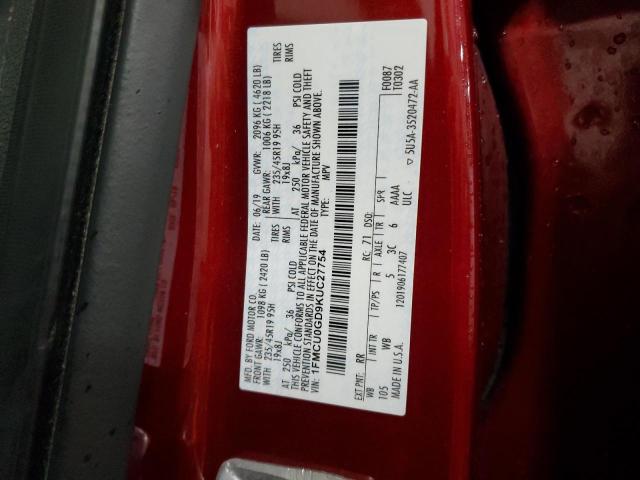 MFD. BY FORD MOTOR CO.
06/19 GVWR: 2096 KG ( 4620 LB)
FRONT GAWR: 1098 KG ( 2420 LB) REAR GAWR: 1006 KG ( 2218 LB)
WITH 235/45R19 95H TIRES WITH 235/45R19 95H TIRES
19x8J RIMS 19x8J RIMS
AT 250 kPa/ 36 PSI COLD AT 250 kPa/ 36 PSI COLD
THIS VEHICLE CONFORMS TO ALL APPLICABLE FEDERAL MOTOR VEHICLE SAFETY AND THEFT
PREVENTION STANDARDS IN EFFECT ON THE DATE OF MANUFACTURE SHOWN ABOVE.
VIN: 1FMCU0GD9KUC27754 TYPE: MPV
F0087
T0302
EXT PNT: RR RC: 71 DSO:
WB INT TR TP/PS R AXLE TR SPR
105 WB 5 3C 6 AAAA
MADE IN U.S.A. ULC
1201906177407
5U5A-3520472-AA